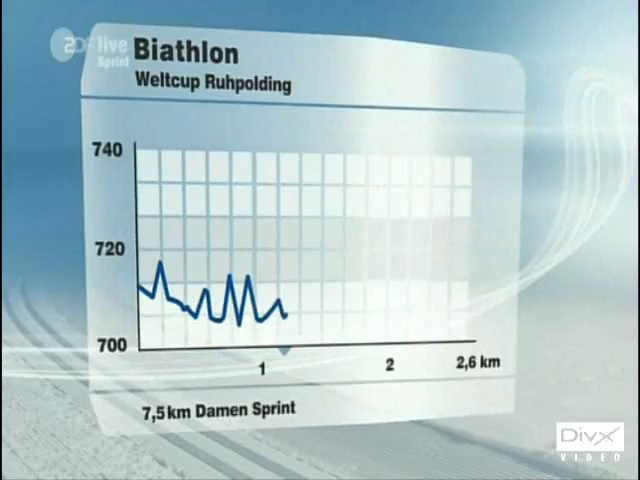 ZDF live
Sprint
Biathlon
Weltcup Ruhpolding
740
720
700
1
2
2,6 km
7,5km Damen Sprint
DivX
VIDEO